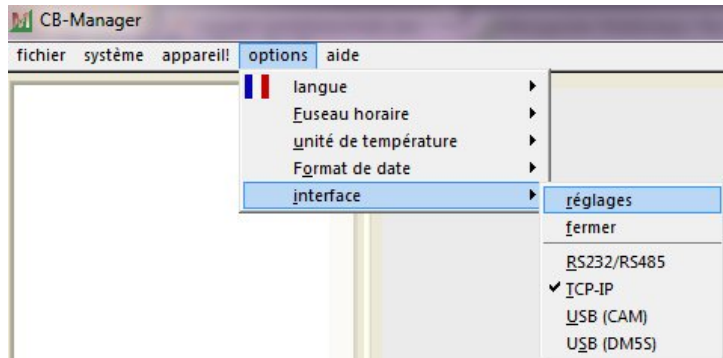 CB-Manager
fichier système appareil! options aide
langue
Fuseau horaire
unité de température
Format de date
interface
réglages
fermer
RS232/RS485
TCP-IP
USB (CAM)
USB (DM5S)